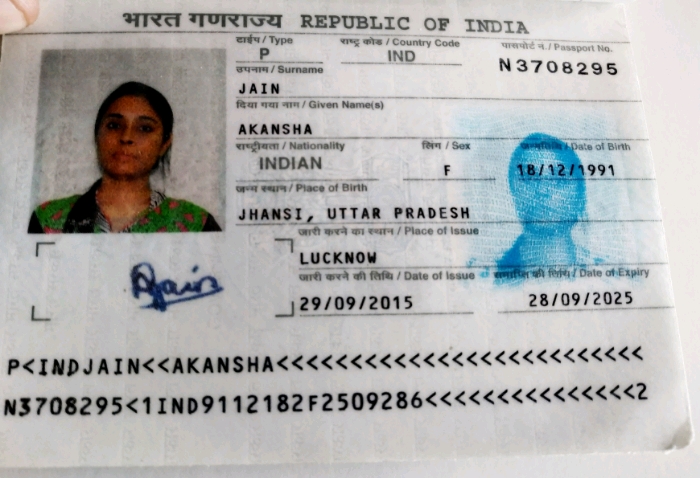 भारत गणराज्य REPUBLIC OF INDIA
टाईप / Type राष्ट्र कोड / Country Code पासपोर्ट न. / Passport No.
P IND N3708295
उपनाम / Surname
JAIN
दिया गया नाम / Given Name(s)
AKANSHA
राष्ट्रीयता / Nationality लिंग / Sex जन्मतिथि / Date of Birth
INDIAN F 18/12/1991
जन्म स्थान / Place of Birth
JHANSI, UTTAR PRADESH
जारी करने का स्थान / Place of Issue
LUCKNOW
जारी करने की तिथि / Date of Issue समाप्ति की तिथि / Date of Expiry
29/09/2015 28/09/2025
Ajain
P<INDJAIN<<AKANSHA<<<<<<<<<<<<<<<<<<<<<<<<<<
N3708295<1IND9112182F2509286<<<<<<<<<<<<<<<2